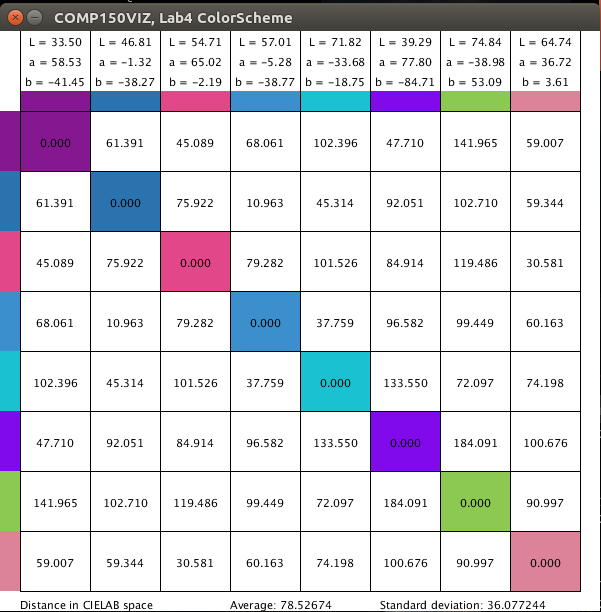 COMP150VIZ, Lab4 ColorScheme
L = 33.50 L = 46.81 L = 54.71 L = 57.01 L = 71.82 L = 39.29 L = 74.84 L = 64.74
a = 58.53 a = -1.32 a = 65.02 a = -5.28 a = -33.68 a = 77.80 a = -38.98 a = 36.72
b = -41.45 b = -38.27 b = -2.19 b = -38.77 b = -18.75 b = -84.71 b = 53.09 b = 3.61
0.000 61.391 45.089 68.061 102.396 47.710 141.965 59.007
61.391 0.000 75.922 10.963 45.314 92.051 102.710 59.344
45.089 75.922 0.000 79.282 101.526 84.914 119.486 30.581
68.061 10.963 79.282 0.000 37.759 96.582 99.449 60.163
102.396 45.314 101.526 37.759 0.000 133.550 72.097 74.198
47.710 92.051 84.914 96.582 133.550 0.000 184.091 100.676
141.965 102.710 119.486 99.449 72.097 184.091 0.000 90.997
59.007 59.344 30.581 60.163 74.198 100.676 90.997 0.000
Distance in CIELAB space Average: 78.52674 Standard deviation: 36.077244